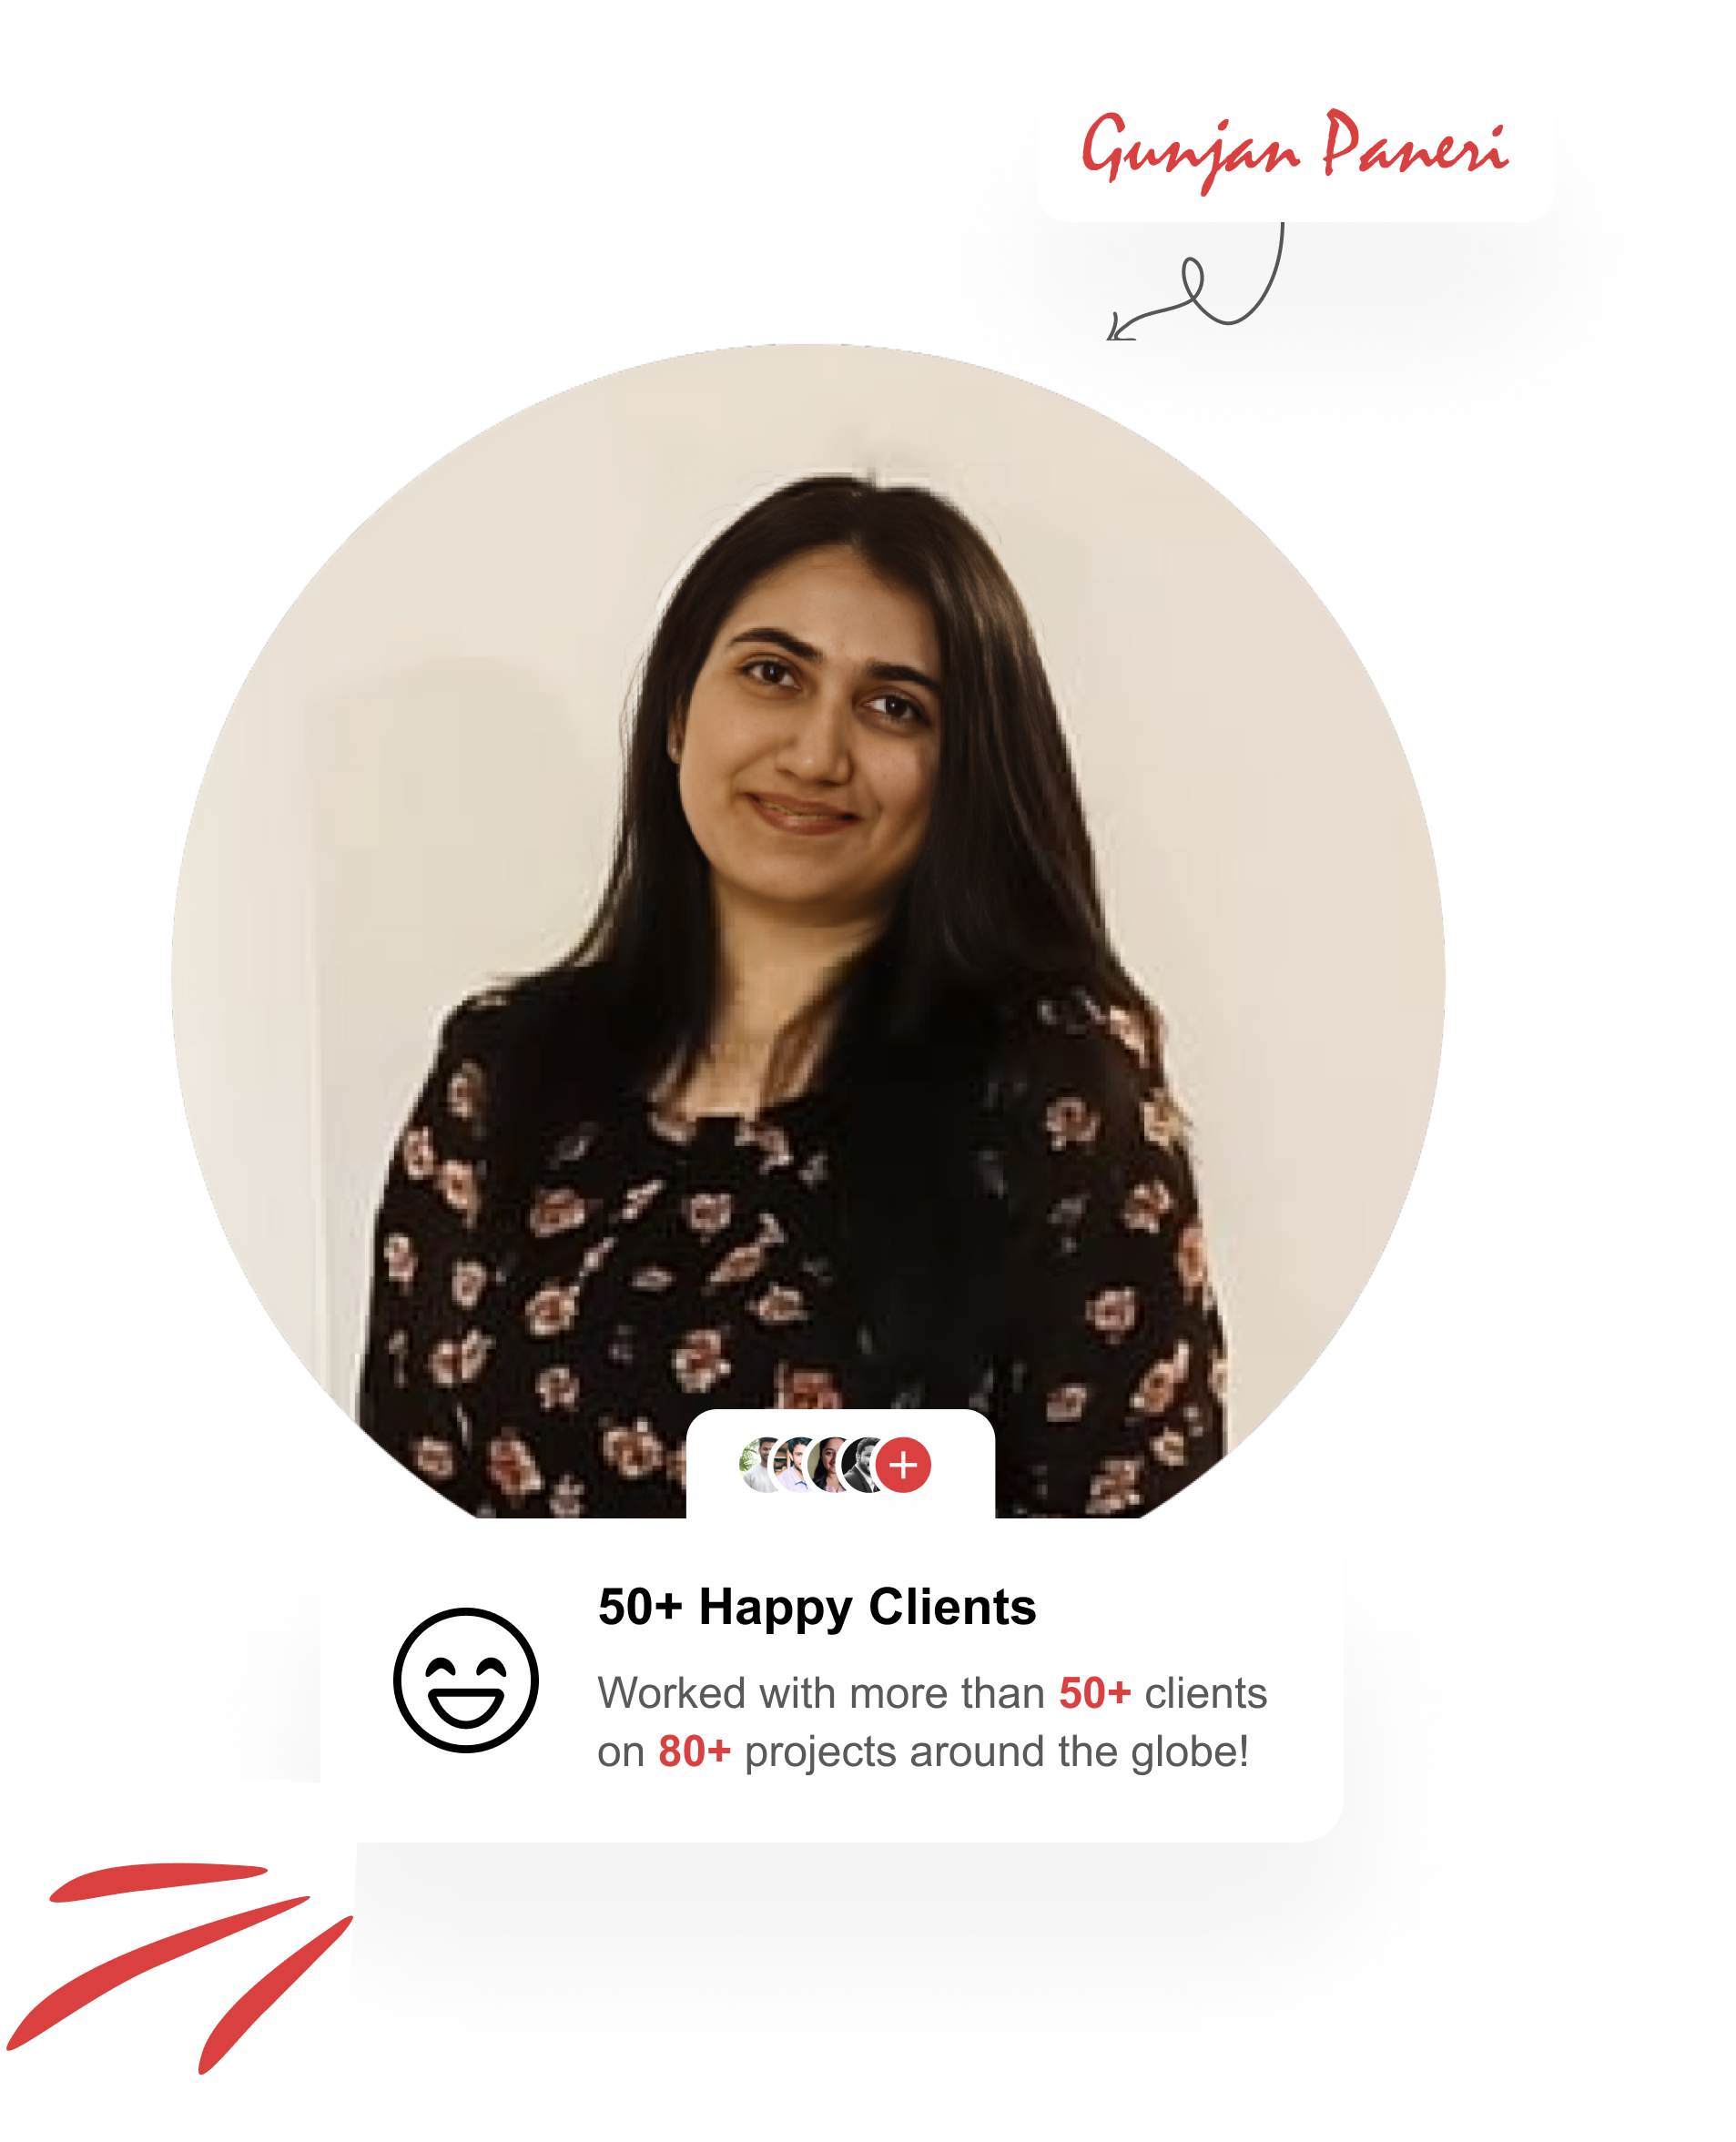 Gunjan Paneri
50+ Happy Clients
Worked with more than 50+ clients
on 80+ projects around the globe!